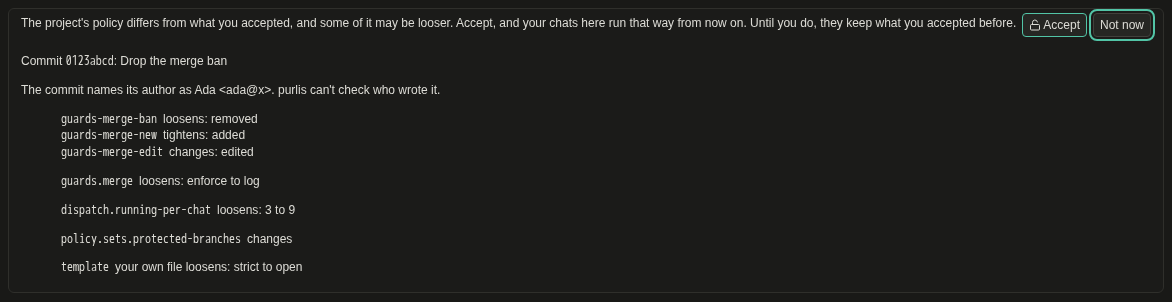 The project's policy differs from what you accepted, and some of it may be looser. Accept, and your chats here run that way from now on. Until you do, they keep what you accepted before. Accept Not now
Commit 0123abcd: Drop the merge ban
The commit names its author as Ada <ada@x>. purlis can't check who wrote it.
guards-merge-ban loosens: removed
guards-merge-new tightens: added
guards-merge-edit changes: edited
guards.merge loosens: enforce to log
dispatch.running-per-chat loosens: 3 to 9
policy.sets.protected-branches changes
template your own file loosens: strict to open